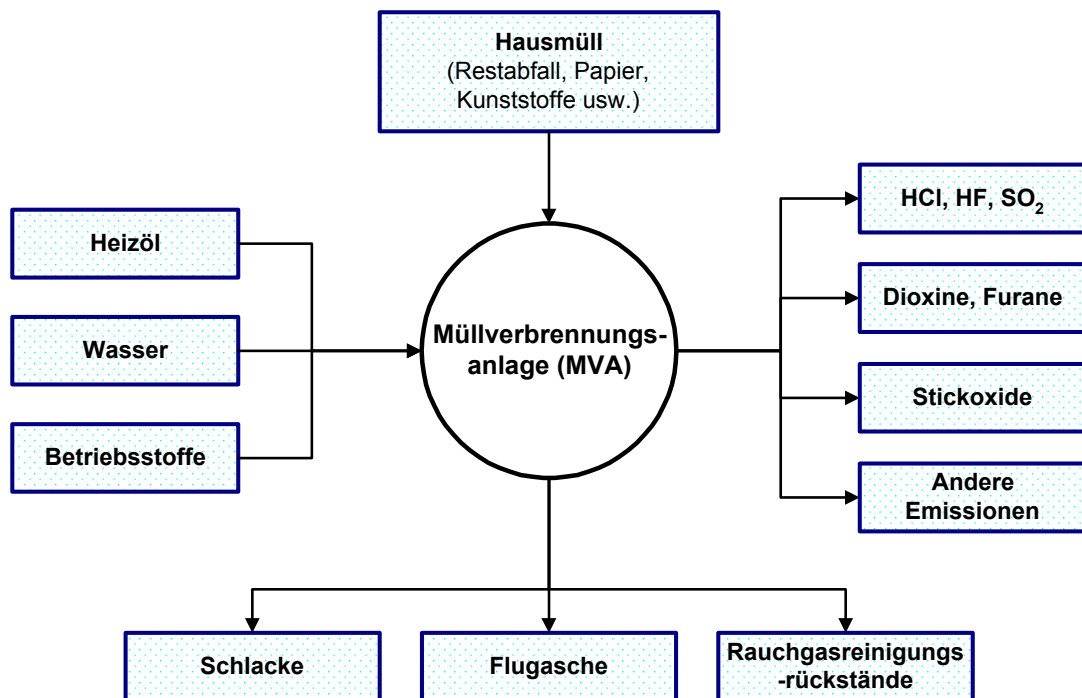 Hausmüll
(Restabfall, Papier,
Kunststoffe usw.)
HCl, HF, SO₂
Heizöl
Dioxine, Furane
Wasser
Müllverbrennungs-
anlage (MVA)
Stickoxide
Betriebsstoffe
Andere
Emissionen
Schlacke
Flugasche
Rauchgasreinigungs
-rückstände